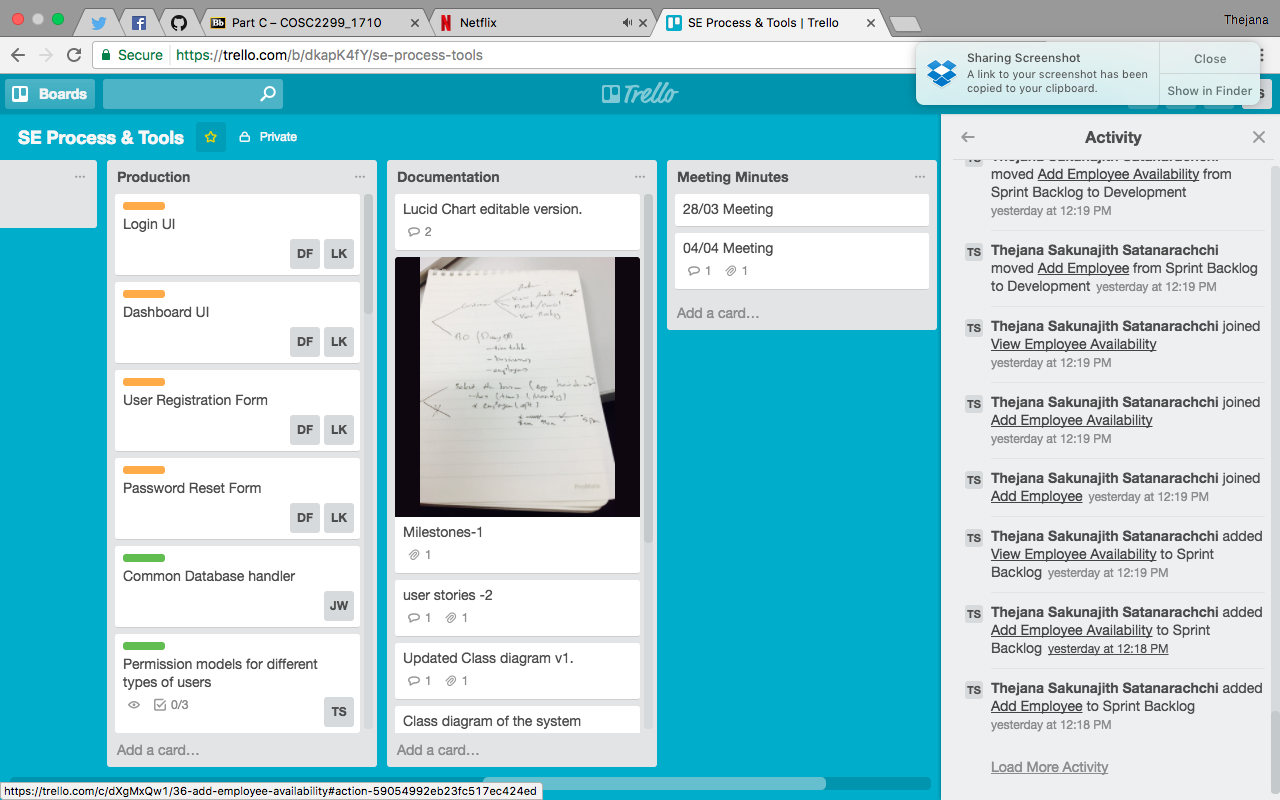 Part C – COSC2299_1710
Netflix
SE Process & Tools | Trello
Thejana
Secure
https://trello.com/b/dkapK4fY/se-process-tools
Sharing Screenshot
A link to your screenshot has been
copied to your clipboard.
Close
Show in Finder
Boards
Trello
SE Process & Tools
Private
Production
Login UI
DF LK
Dashboard UI
DF LK
User Registration Form
DF LK
Password Reset Form
DF LK
Common Database handler
JW
Permission models for different
types of users
0/3
TS
Add a card…
Documentation
Lucid Chart editable version.
2
Milestones-1
1
user stories -2
1 1
Updated Class diagram v1.
1 1
Class diagram of the system
Add a card…
Meeting Minutes
28/03 Meeting
04/04 Meeting
1 1
Add a card…
Activity
Thejana Sakunajith Satanarachchi
moved Add Employee Availability from
Sprint Backlog to Development
yesterday at 12:19 PM
TS Thejana Sakunajith Satanarachchi
moved Add Employee from Sprint Backlog
to Development yesterday at 12:19 PM
TS Thejana Sakunajith Satanarachchi joined
View Employee Availability
yesterday at 12:19 PM
TS Thejana Sakunajith Satanarachchi joined
Add Employee Availability
yesterday at 12:19 PM
TS Thejana Sakunajith Satanarachchi joined
Add Employee yesterday at 12:19 PM
TS Thejana Sakunajith Satanarachchi added
View Employee Availability to Sprint
Backlog yesterday at 12:19 PM
TS Thejana Sakunajith Satanarachchi added
Add Employee Availability to Sprint
Backlog yesterday at 12:18 PM
TS Thejana Sakunajith Satanarachchi added
Add Employee to Sprint Backlog
yesterday at 12:18 PM
Load More Activity
https://trello.com/c/dXgMxQw1/36-add-employee-availability#action-59054992eb23fc517ec424ed